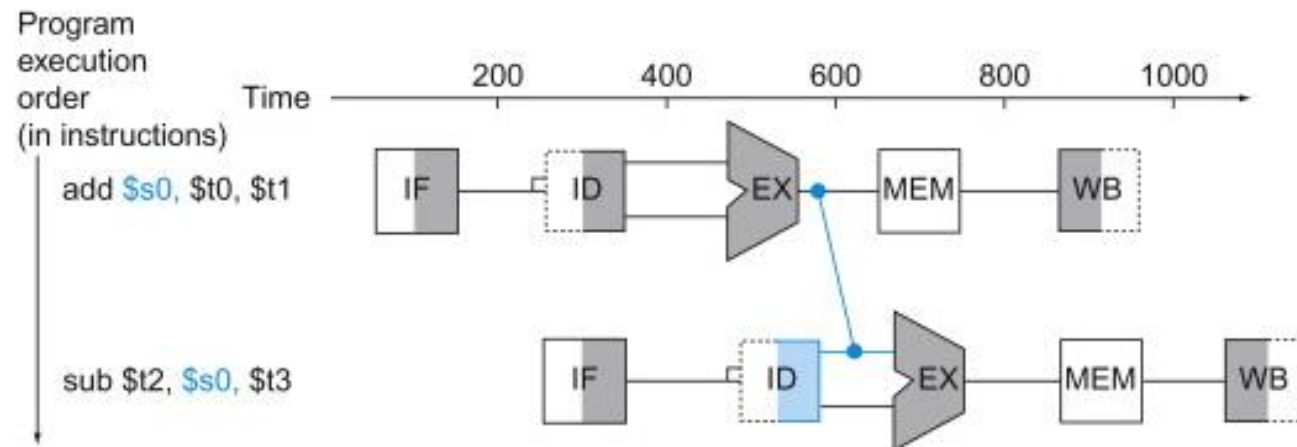 Program
execution
order
(in instructions)
Time
200 400 600 800 1000
add $s0, $t0, $t1
IF ID EX MEM WB
sub $t2, $s0, $t3
IF ID EX MEM WB